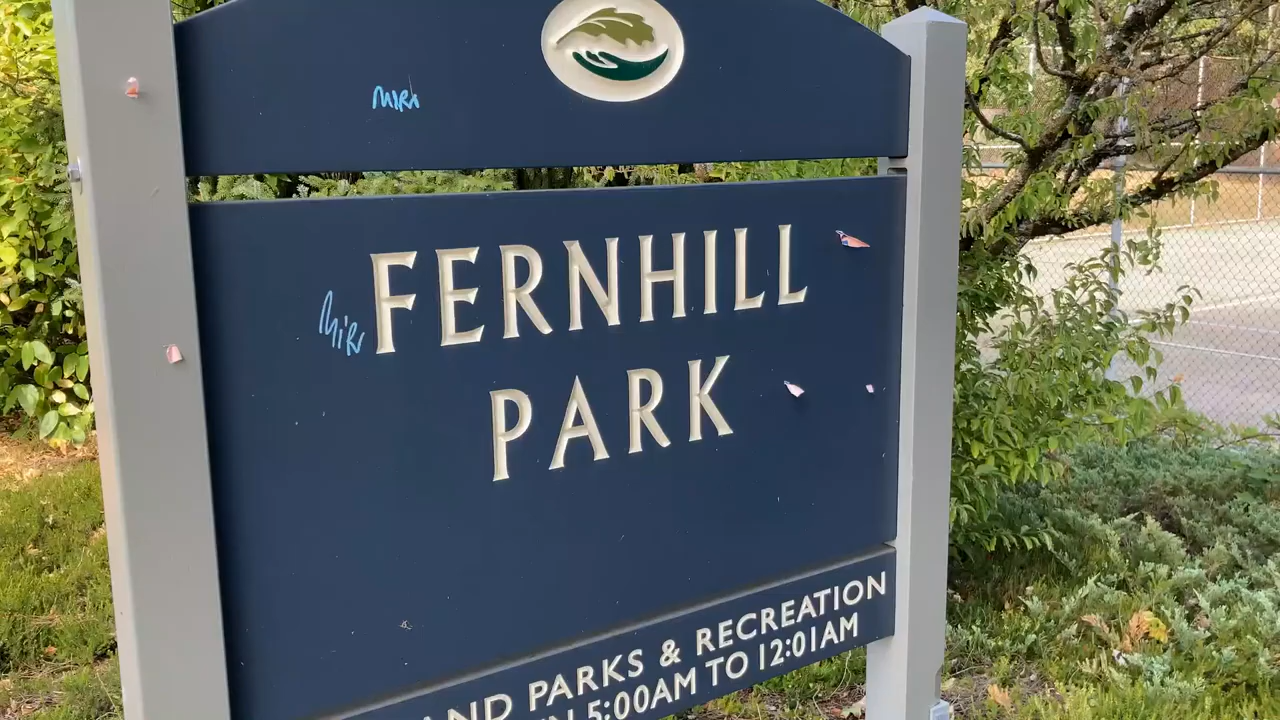 MIRI
MiRi
FERNHILL
PARK
AND PARKS & RECREATION
5:00AM TO 12:01AM